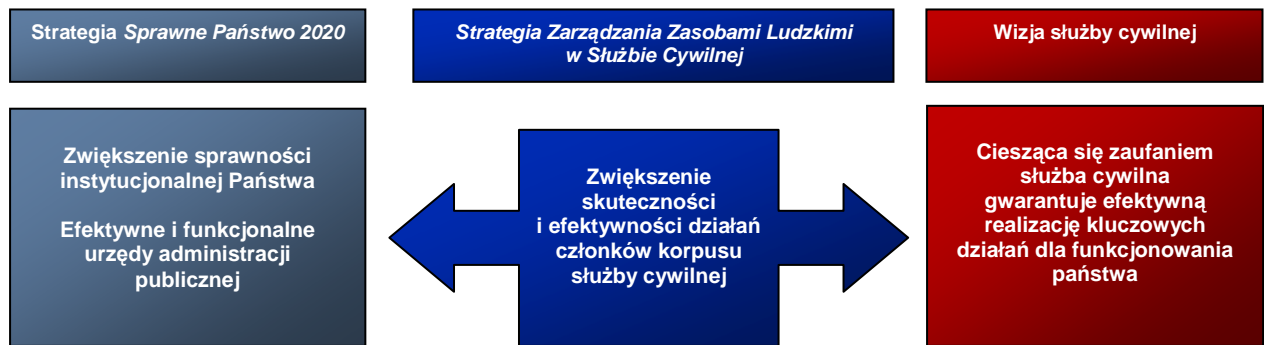 Strategia Sprawne Państwo 2020
Strategia Zarządzania Zasobami Ludzkimi
w Służbie Cywilnej
Wizja służby cywilnej
Zwiększenie sprawności
instytucjonalnej Państwa
Efektywne i funkcjonalne
urzędy administracji
publicznej
Zwiększenie
skuteczności
i efektywności działań
członków korpusu
służby cywilnej
Ciesząca się zaufaniem
służba cywilna
gwarantuje efektywną
realizację kluczowych
działań dla funkcjonowania
państwa